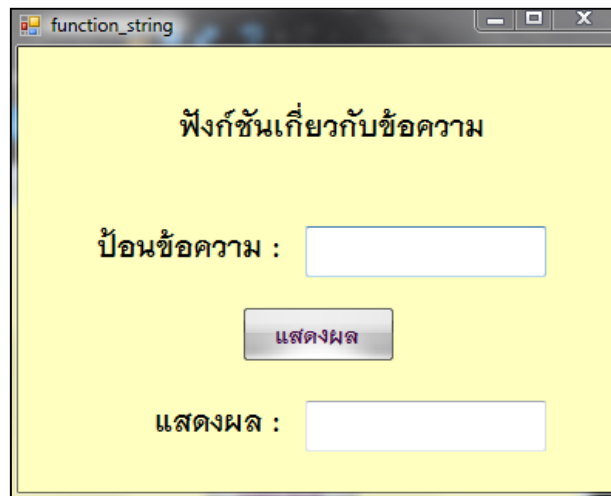 function_string
ฟังก์ชันเกี่ยวกับข้อความ
ป้อนข้อความ :
แสดงผล
แสดงผล :